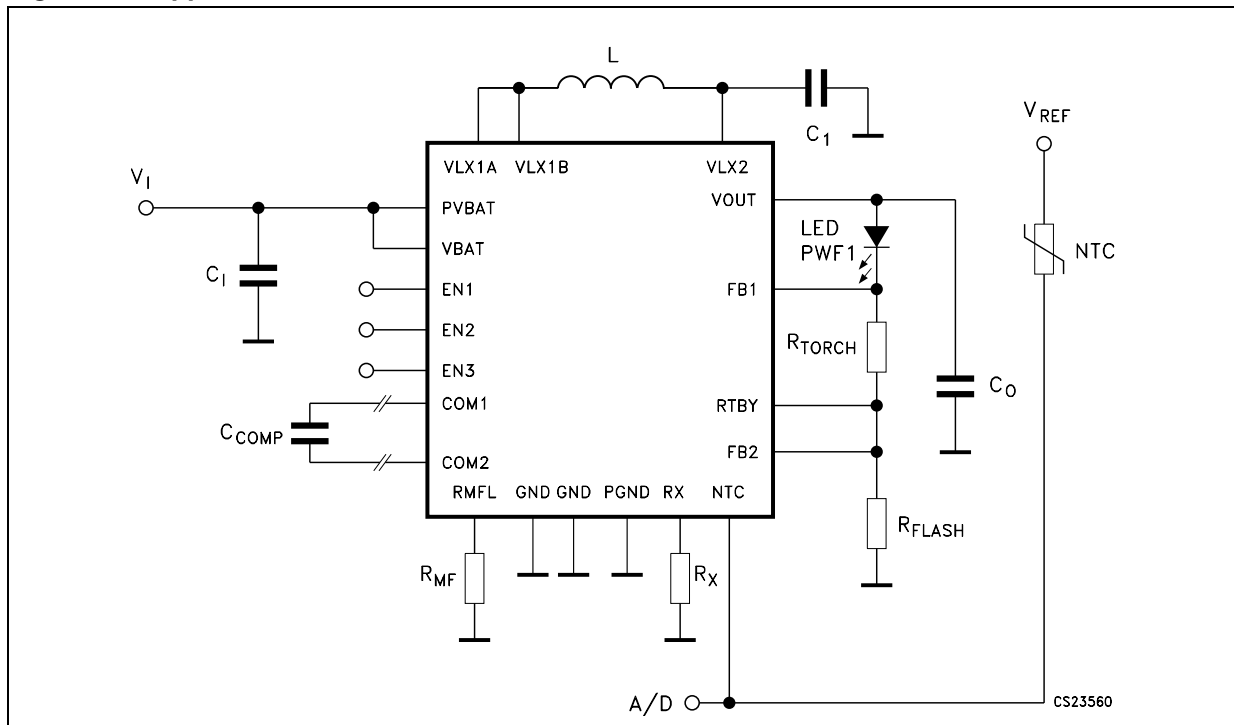 L
C1
VREF
VLX1A VLX1B VLX2
VI
PVBAT
VOUT
LED
PWF1
NTC
VBAT
CI
EN1
FB1
EN2
RTORCH
EN3
CO
COM1
RTBY
CCOMP
FB2
COM2
RMFL GND GND PGND RX NTC
RFLASH
RMF
RX
A/D
CS23560